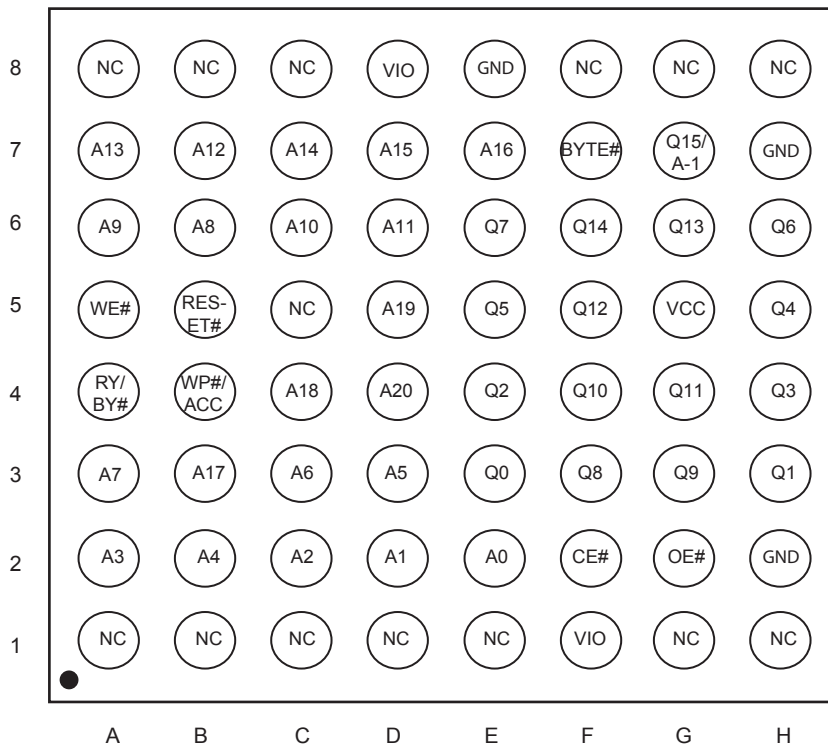 8 NC NC NC VIO GND NC NC NC
7 A13 A12 A14 A15 A16 BYTE# Q15/
A-1 GND
6 A9 A8 A10 A11 Q7 Q14 Q13 Q6
5 WE# RES-
ET# NC A19 Q5 Q12 VCC Q4
4 RY/
BY# WP#/
ACC A18 A20 Q2 Q10 Q11 Q3
3 A7 A17 A6 A5 Q0 Q8 Q9 Q1
2 A3 A4 A2 A1 A0 CE# OE# GND
1 NC NC NC NC NC VIO NC NC
A B C D E F G H